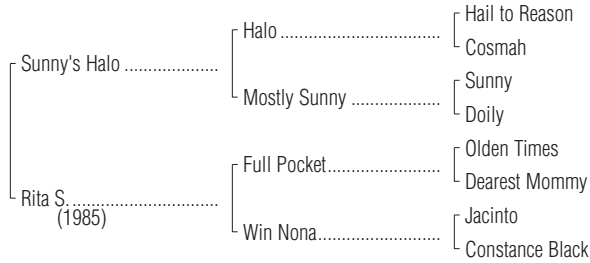 Hail to Reason
Halo ........................................
Cosmah
Sunny's Halo .......................
Sunny
Mostly Sunny ......................
Doily
Olden Times
Full Pocket............................
Dearest Mommy
Rita S. ....................................
(1985)
Jacinto
Win Nona..............................
Constance Black